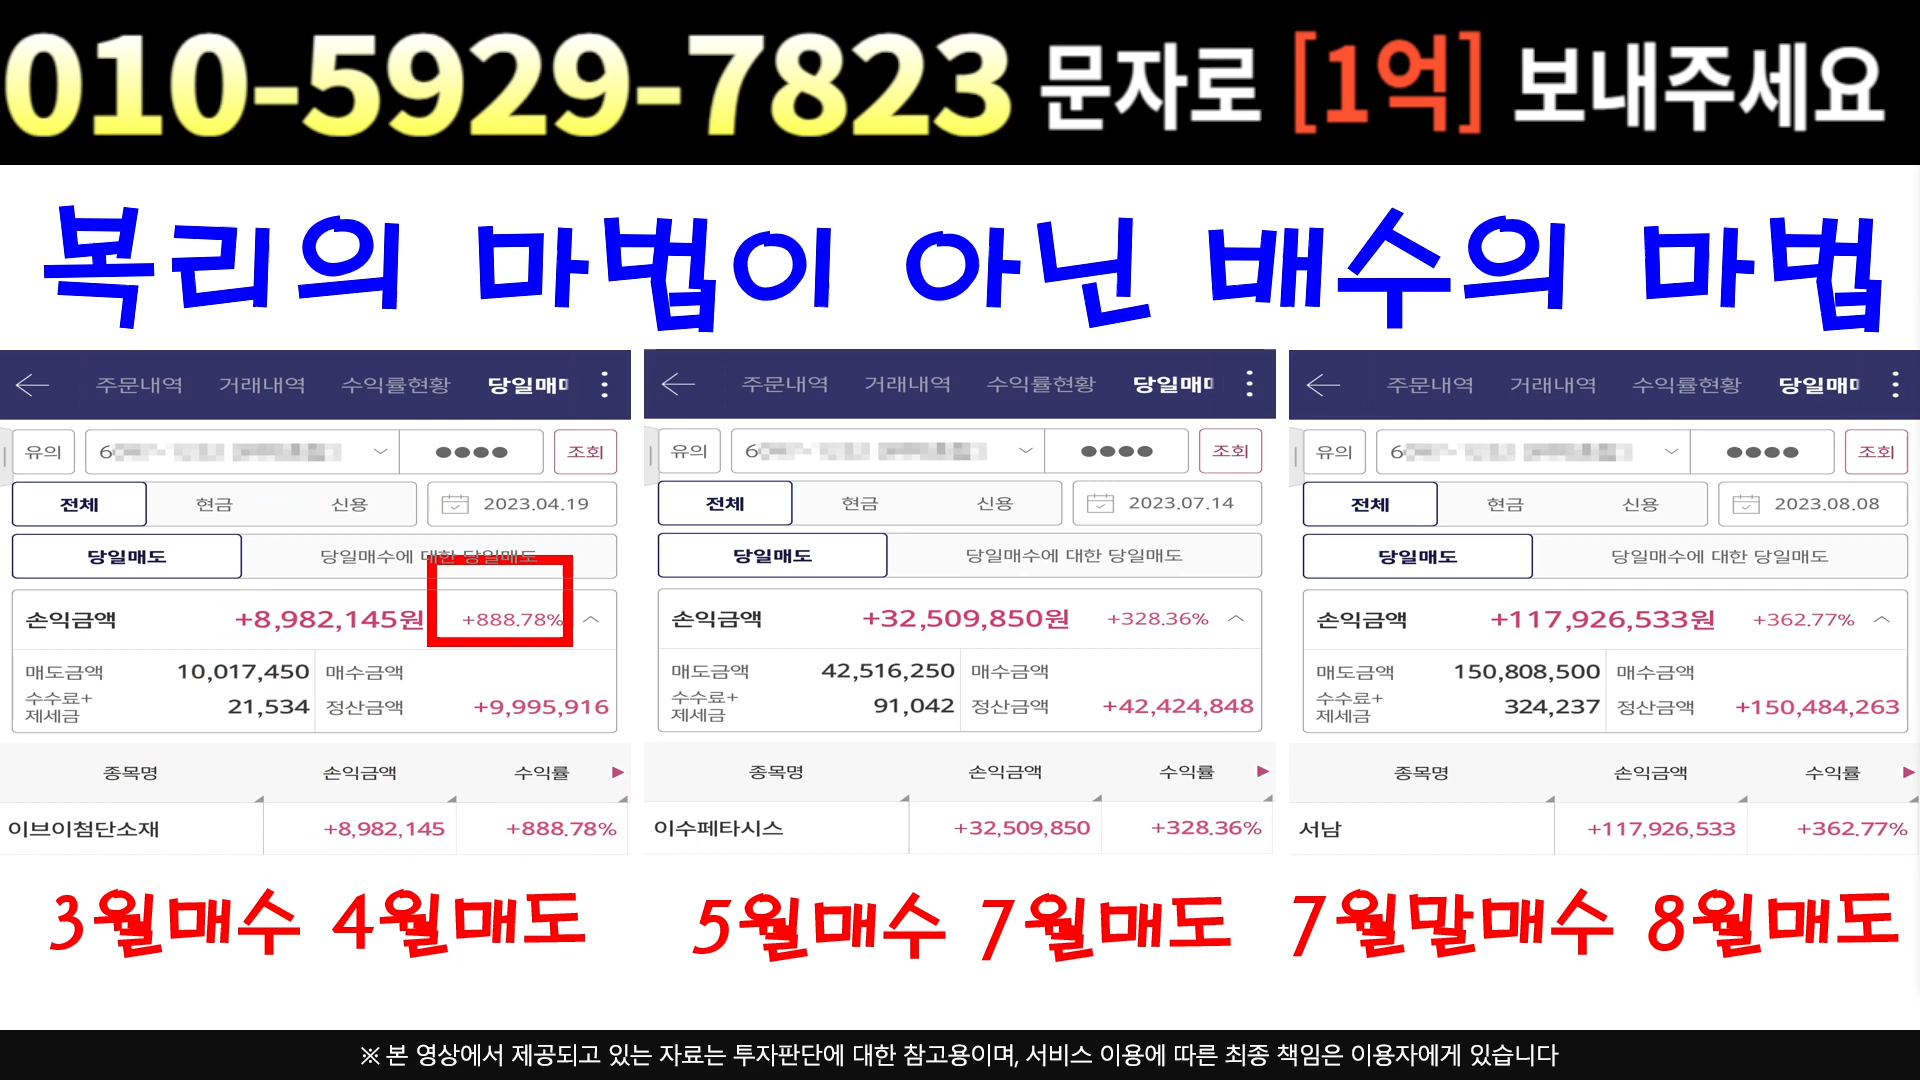 010-5929-7823 문자로 [1억] 보내주세요
복리의 마법이 아닌 배수의 마법
주문내역 거래내역 수익률현황 당일매매
유의 6 ●●●● 조회
전체 현금 신용 2023.04.19
당일매도 당일매수에 대한 당일매도
손익금액 +8,982,145원 +888.78%
매도금액 10,017,450 매수금액
수수료+
제세금 21,534 정산금액 +9,995,916
종목명 손익금액 수익률
이브이첨단소재 +8,982,145 +888.78%
3월매수 4월매도
주문내역 거래내역 수익률현황 당일매매
유의 6 ●●●● 조회
전체 현금 신용 2023.07.14
당일매도 당일매수에 대한 당일매도
손익금액 +32,509,850원 +328.36%
매도금액 42,516,250 매수금액
수수료+
제세금 91,042 정산금액 +42,424,848
종목명 손익금액 수익률
이수페타시스 +32,509,850 +328.36%
5월매수 7월매도
주문내역 거래내역 수익률현황 당일매매
유의 6 ●●●● 조회
전체 현금 신용 2023.08.08
당일매도 당일매수에 대한 당일매도
손익금액 +117,926,533원 +362.77%
매도금액 150,808,500 매수금액
수수료+
제세금 324,237 정산금액 +150,484,263
종목명 손익금액 수익률
서남 +117,926,533 +362.77%
7월말매수 8월매도
※ 본 영상에서 제공되고 있는 자료는 투자판단에 대한 참고용이며, 서비스 이용에 따른 최종 책임은 이용자에게 있습니다